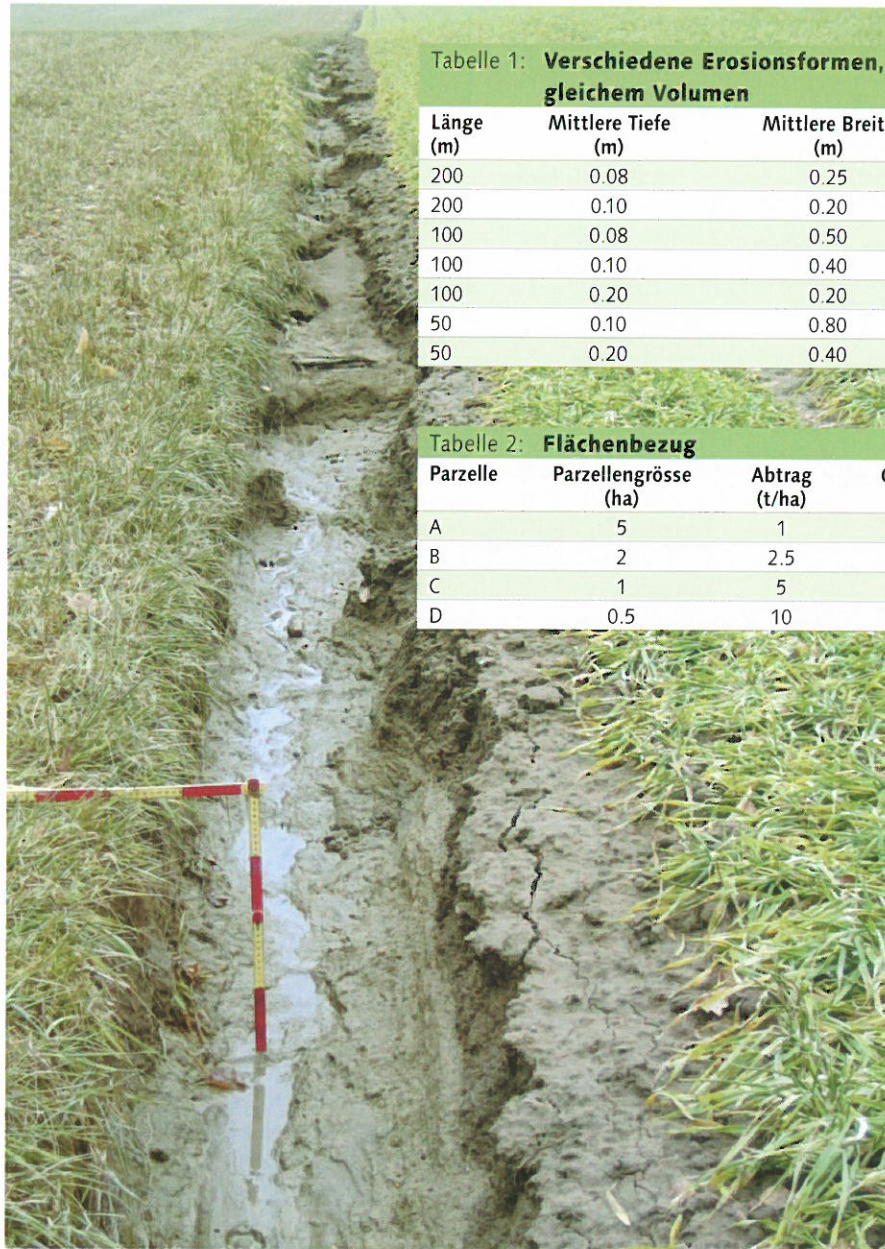 Tabelle 1: Verschiedene Erosionsformen,
gleichem Volumen
Länge Mittlere Tiefe Mittlere Breit
(m) (m) (m)
200 0.08 0.25
200 0.10 0.20
100 0.08 0.50
100 0.10 0.40
100 0.20 0.20
50 0.10 0.80
50 0.20 0.40
Tabelle 2: Flächenbezug
Parzelle Parzellengrösse Abtrag
(ha) (t/ha)
A 5 1
B 2 2.5
C 1 5
D 0.5 10